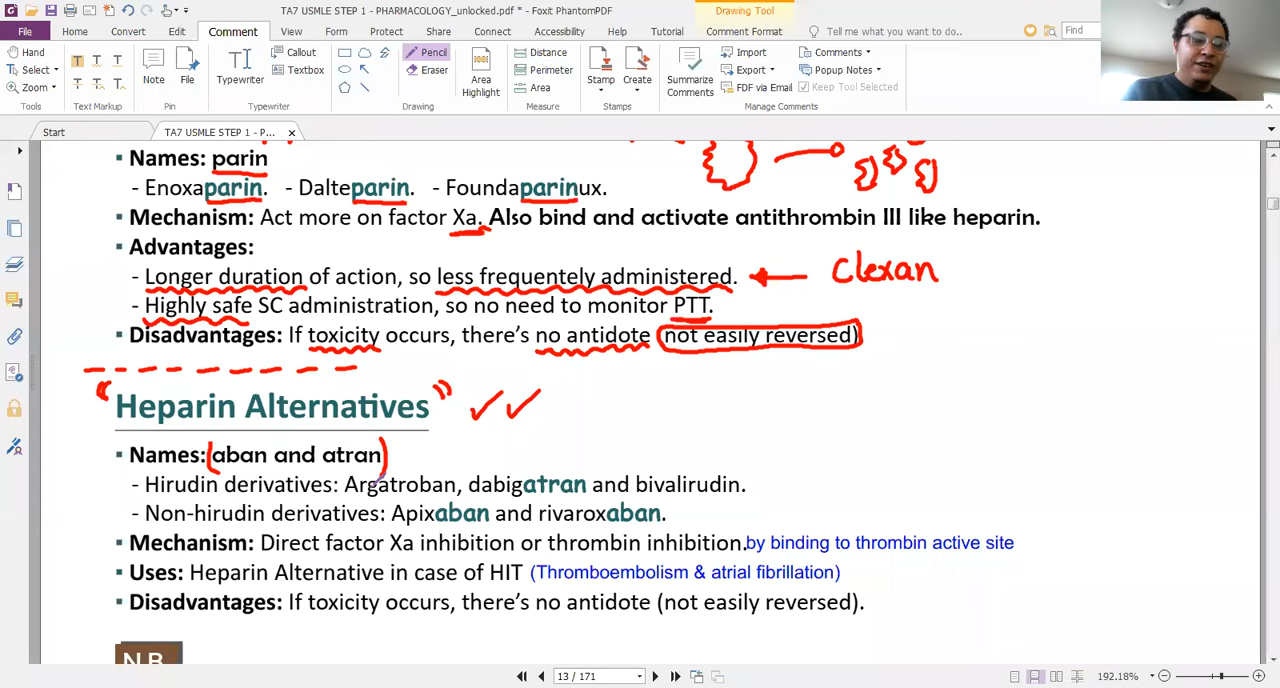 TA7 USMLE STEP 1 - PHARMACOLOGY_unlocked.pdf * - Foxit PhantomPDF
Drawing Tool
File Home Convert Edit Comment View Form Protect Share Connect Accessibility Help Tutorial Comment Format Tell me what you want to do.. Find
Hand
Select
Zoom
Tools
Text Markup
Note
File
Pin
Typewriter
Callout
Textbox
Typewriter
Pencil
Eraser
Drawing
Area Highlight
Distance
Perimeter
Area
Measure
Stamp
Create
Stamps
Summarize Comments
Import
Export
FDF via Email
Comments
Popup Notes
Keep Tool Selected
Manage Comments
Start
TA7 USMLE STEP 1 - P... ×
▪ Names: parin
- Enoxaparin. - Dalteparin. - Foundaparinux.
▪ Mechanism: Act more on factor Xa. Also bind and activate antithrombin III like heparin.
▪ Advantages:
- Longer duration of action, so less frequently administered. Clexan
- Highly safe SC administration, so no need to monitor PTT.
▪ Disadvantages: If toxicity occurs, there's no antidote (not easily reversed)
"Heparin Alternatives"
▪ Names: (aban and atran)
- Hirudin derivatives: Argatroban, dabigatran and bivalirudin.
- Non-hirudin derivatives: Apixaban and rivaroxaban.
▪ Mechanism: Direct factor Xa inhibition or thrombin inhibition. by binding to thrombin active site
▪ Uses: Heparin Alternative in case of HIT (Thromboembolism & atrial fibrillation)
▪ Disadvantages: If toxicity occurs, there's no antidote (not easily reversed).
N.B
13 / 171
192.18%